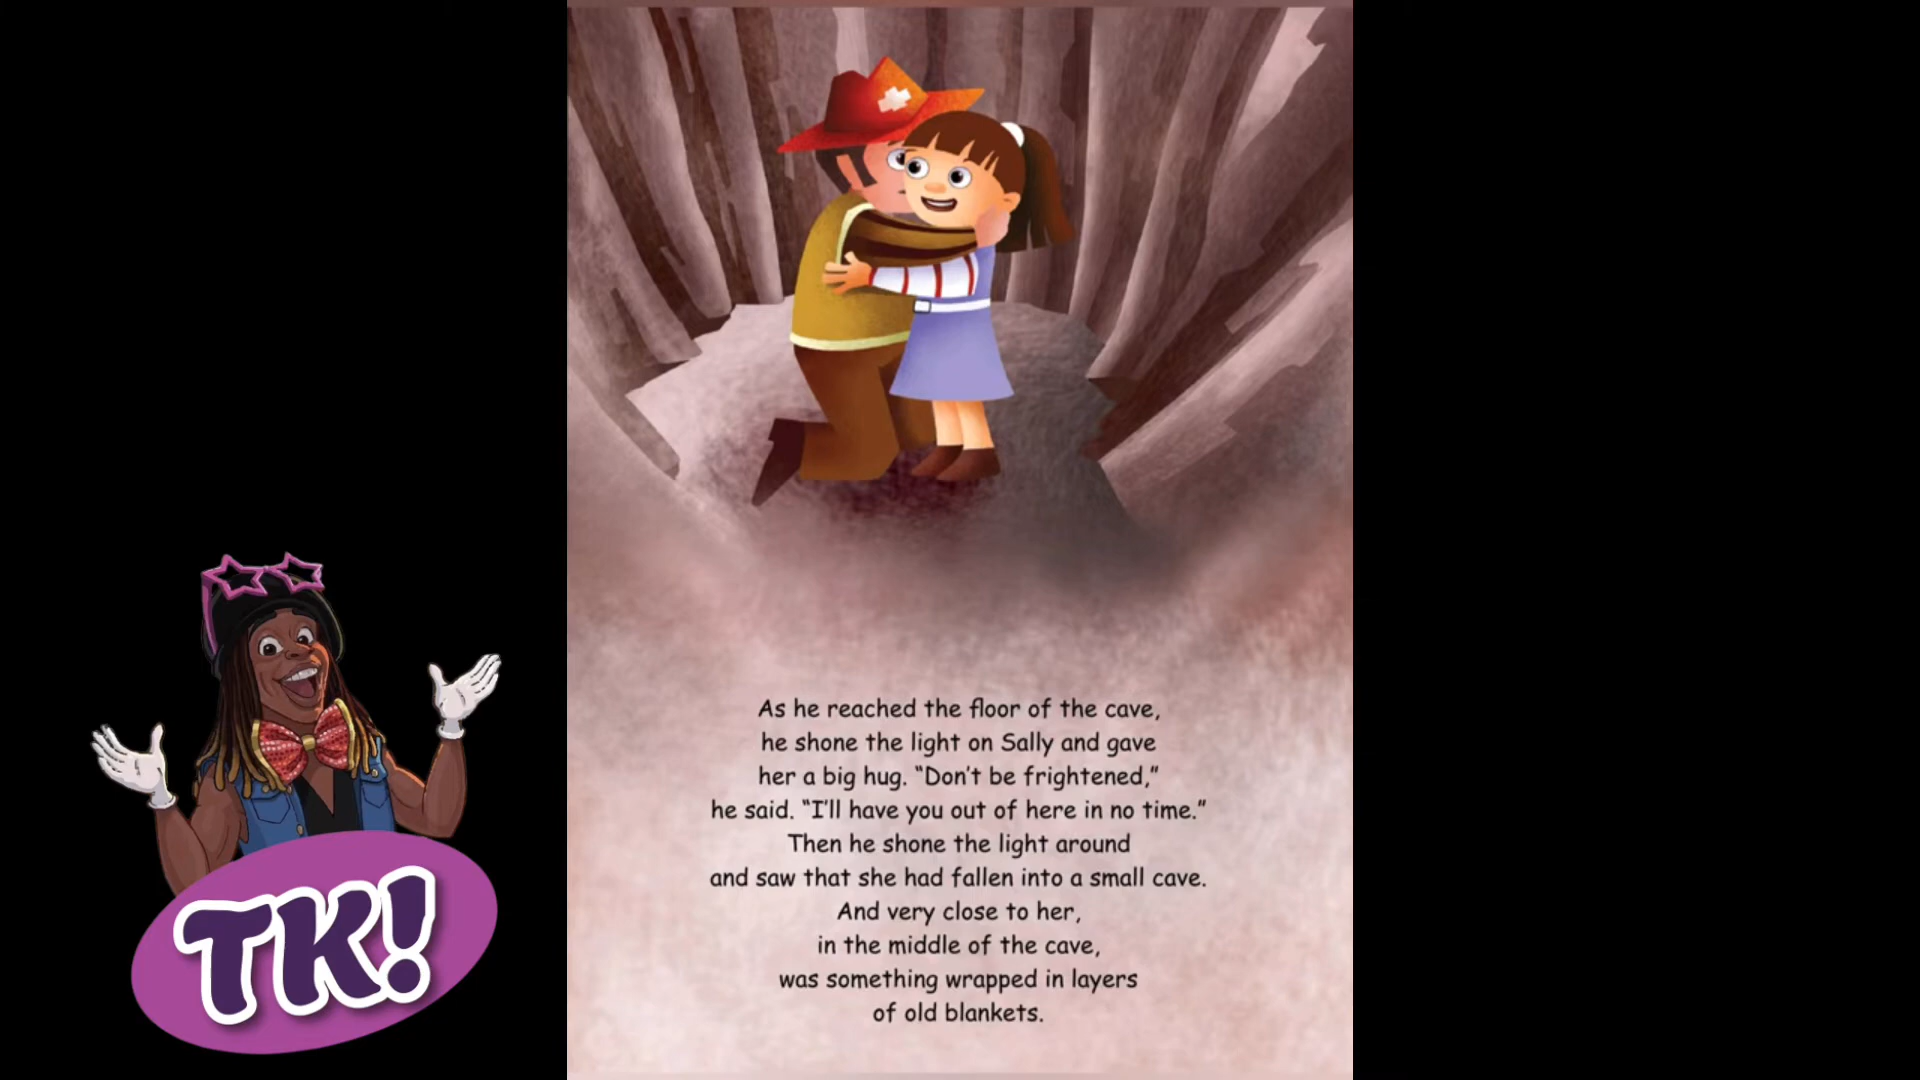 As he reached the floor of the cave,
he shone the light on Sally and gave
her a big hug. “Don’t be frightened,”
he said. “I’ll have you out of here in no time.”
Then he shone the light around
and saw that she had fallen into a small cave.
And very close to her,
in the middle of the cave,
was something wrapped in layers
of old blankets.
TK!